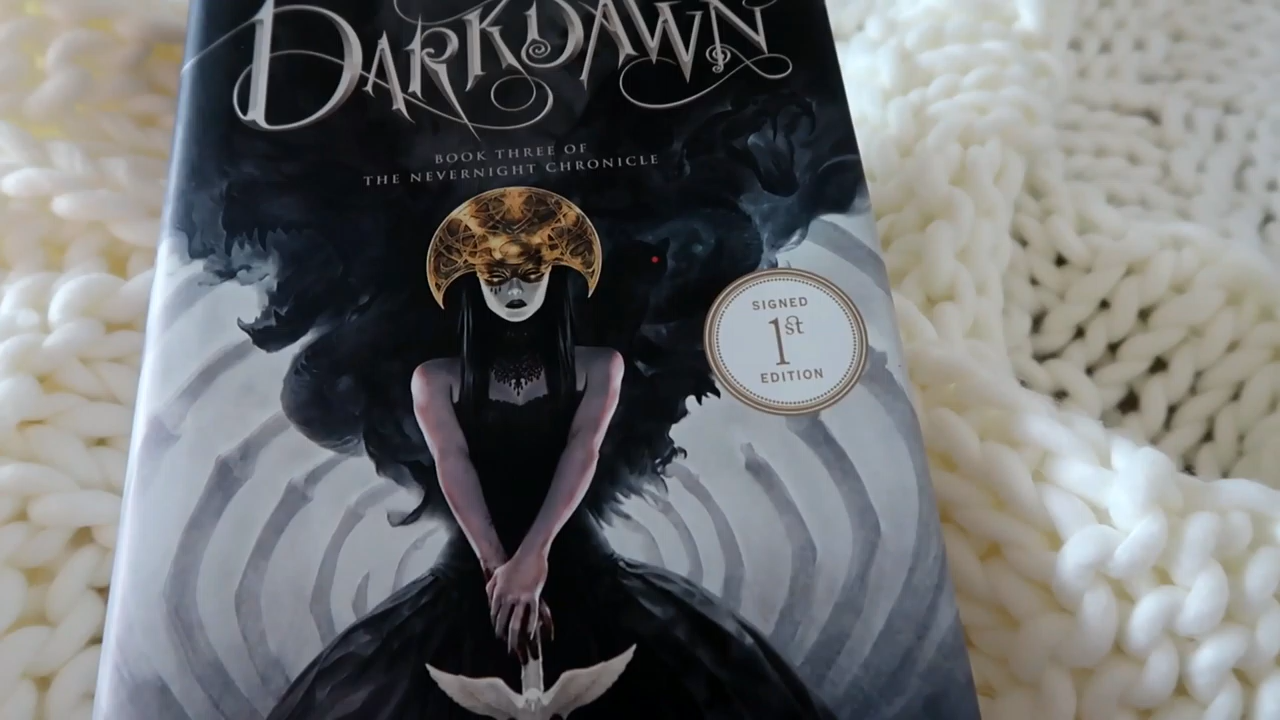 DARKDAWN
BOOK THREE OF
THE NEVERNIGHT CHRONICLE
SIGNED
1st
EDITION